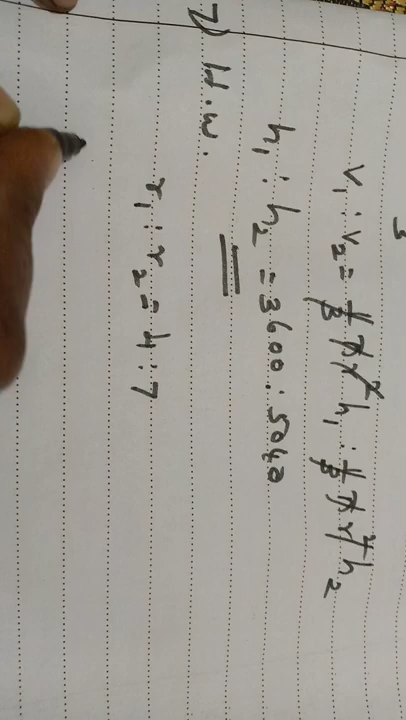 3
V₁ : V₂ = 1/3 π r² h₁ : 1/3 π r² h₂
h₁ : h₂ = 3600 : 5040
7) H.W.
r₁ : r₂ = 4 : 7